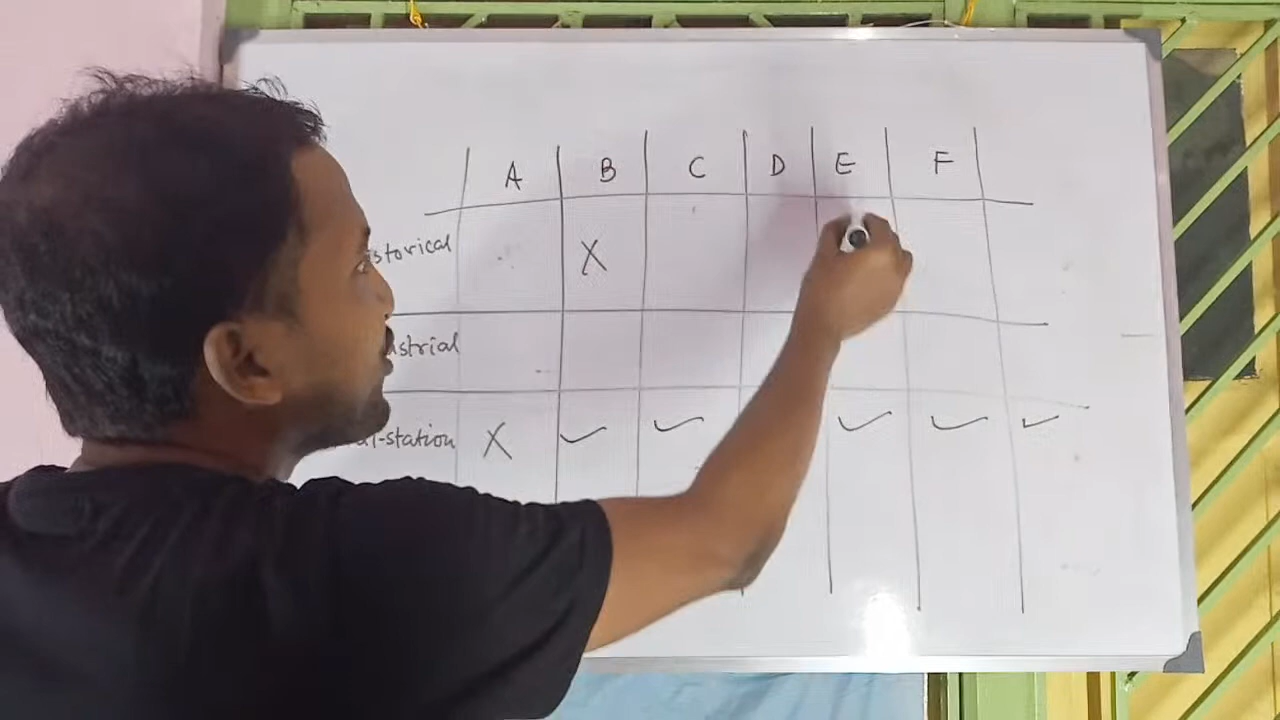 A B C D E F
storical X
strial
l-station X ✓ ✓ ✓ ✓ ✓